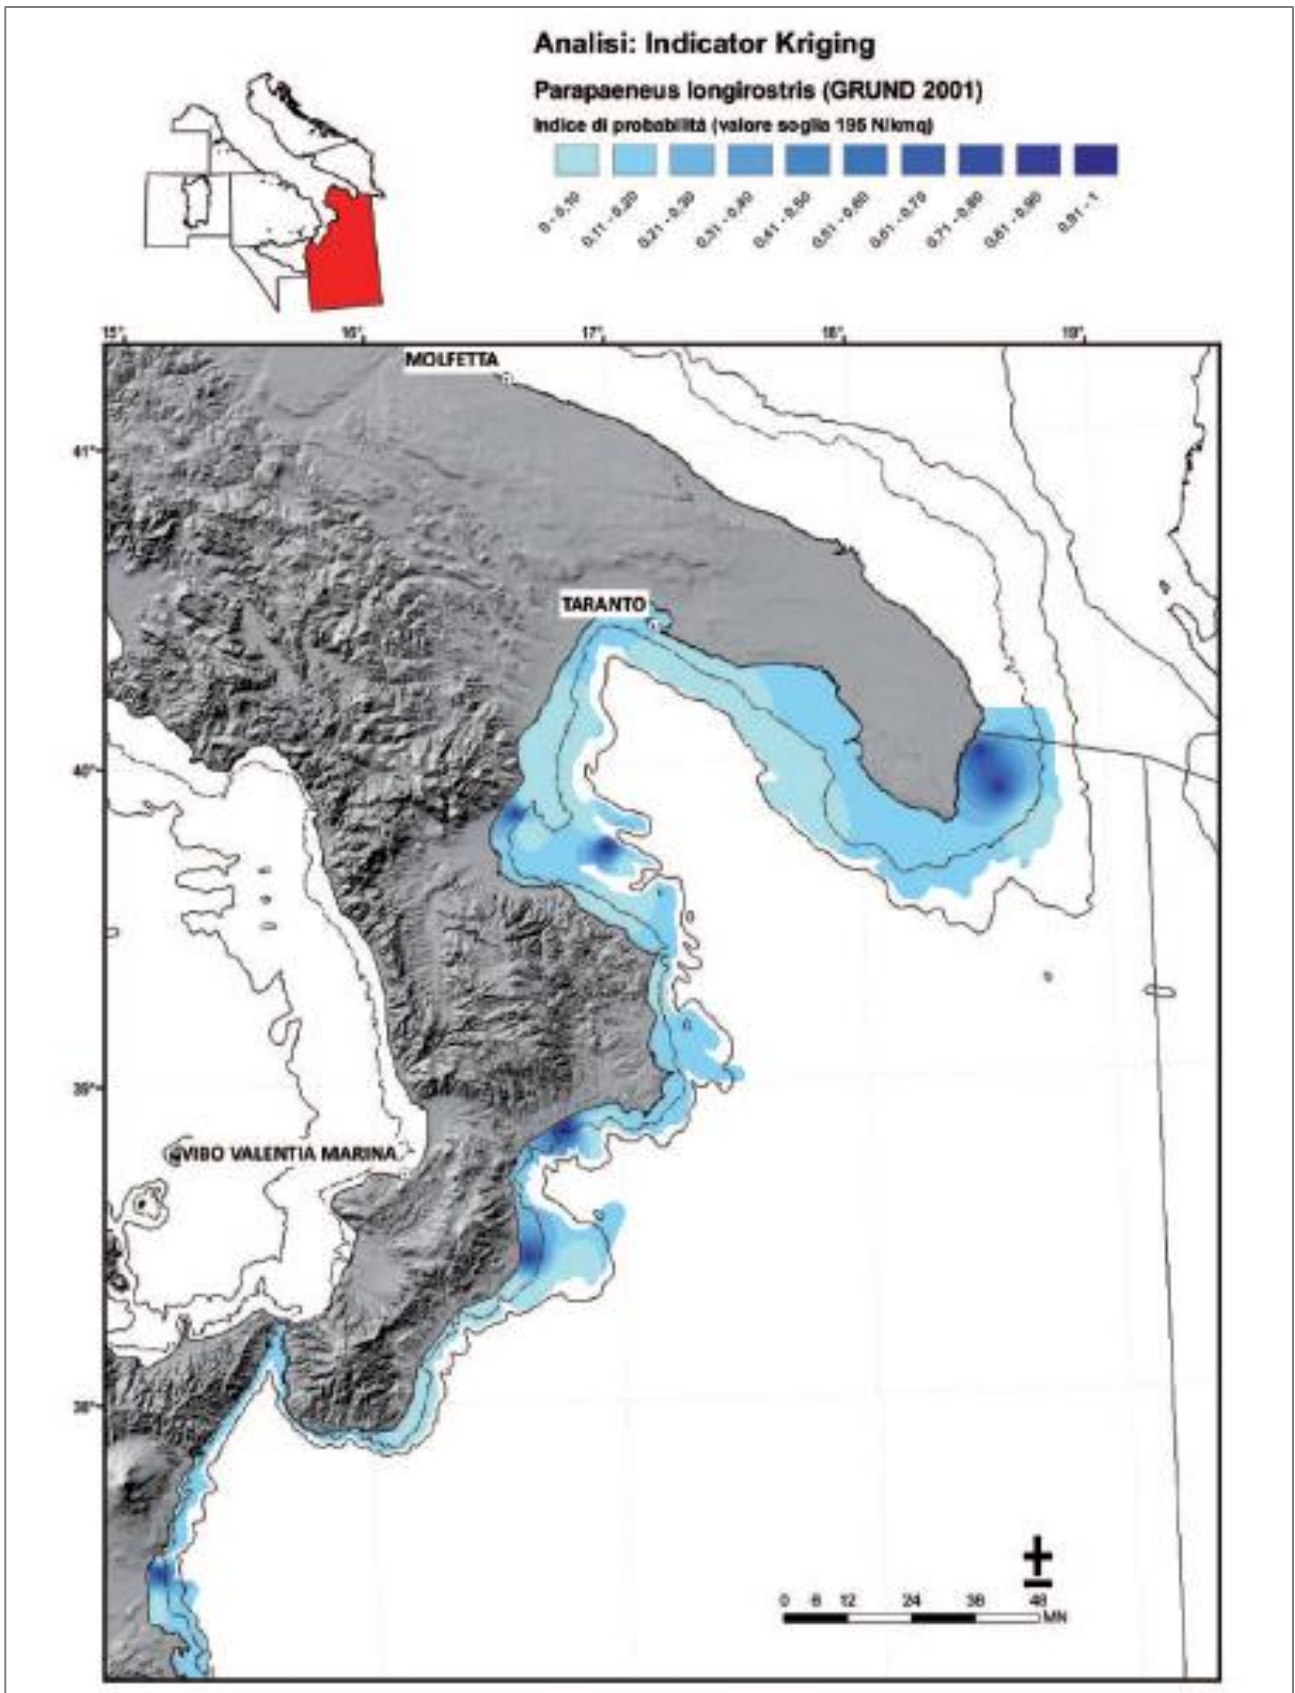 Analisi: Indicator Kriging
Parapaeneus longirostris (GRUND 2001)
Indice di probabilità (valore soglia 195 N/kmq)
0 - 0,10
0,11 - 0,20
0,21 - 0,30
0,31 - 0,40
0,41 - 0,50
0,51 - 0,60
0,61 - 0,70
0,71 - 0,80
0,81 - 0,90
0,91 - 1
15° 16° 17° 18° 19°
MOLFETTA
41°
TARANTO
40°
39°
VIBO VALENTIA MARINA
38°
0 6 12 24 36 48
MN